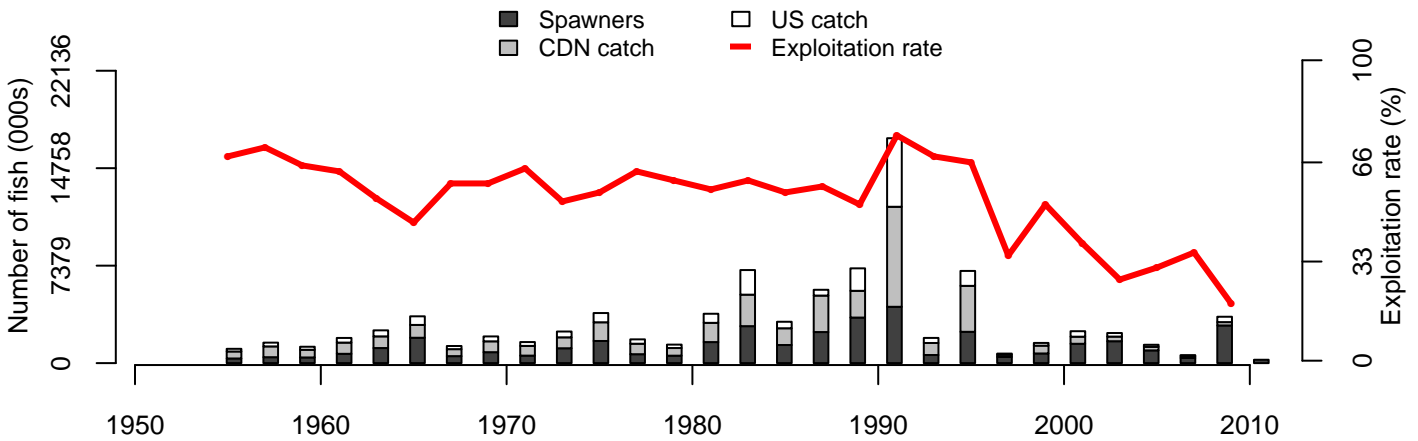 Spawners
US catch
CDN catch
Exploitation rate
Number of fish (000s)
22136
14758
7379
0
100
66
33
0
Exploitation rate (%)
1950 1960 1970 1980 1990 2000 2010